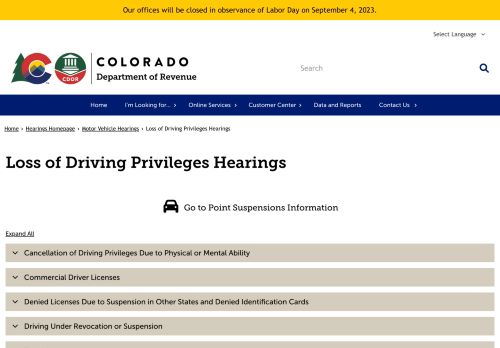 Our offices will be closed in observance of Labor Day on September 4, 2023.
Select Language
COLORADO
Department of Revenue
CDOR
Search
Home
I'm Looking for...
Online Services
Customer Center
Data and Reports
Contact Us
Home › Hearings Homepage › Motor Vehicle Hearings › Loss of Driving Privileges Hearings
Loss of Driving Privileges Hearings
Go to Point Suspensions Information
Expand All
Cancellation of Driving Privileges Due to Physical or Mental Ability
Commercial Driver Licenses
Denied Licenses Due to Suspension in Other States and Denied Identification Cards
Driving Under Revocation or Suspension